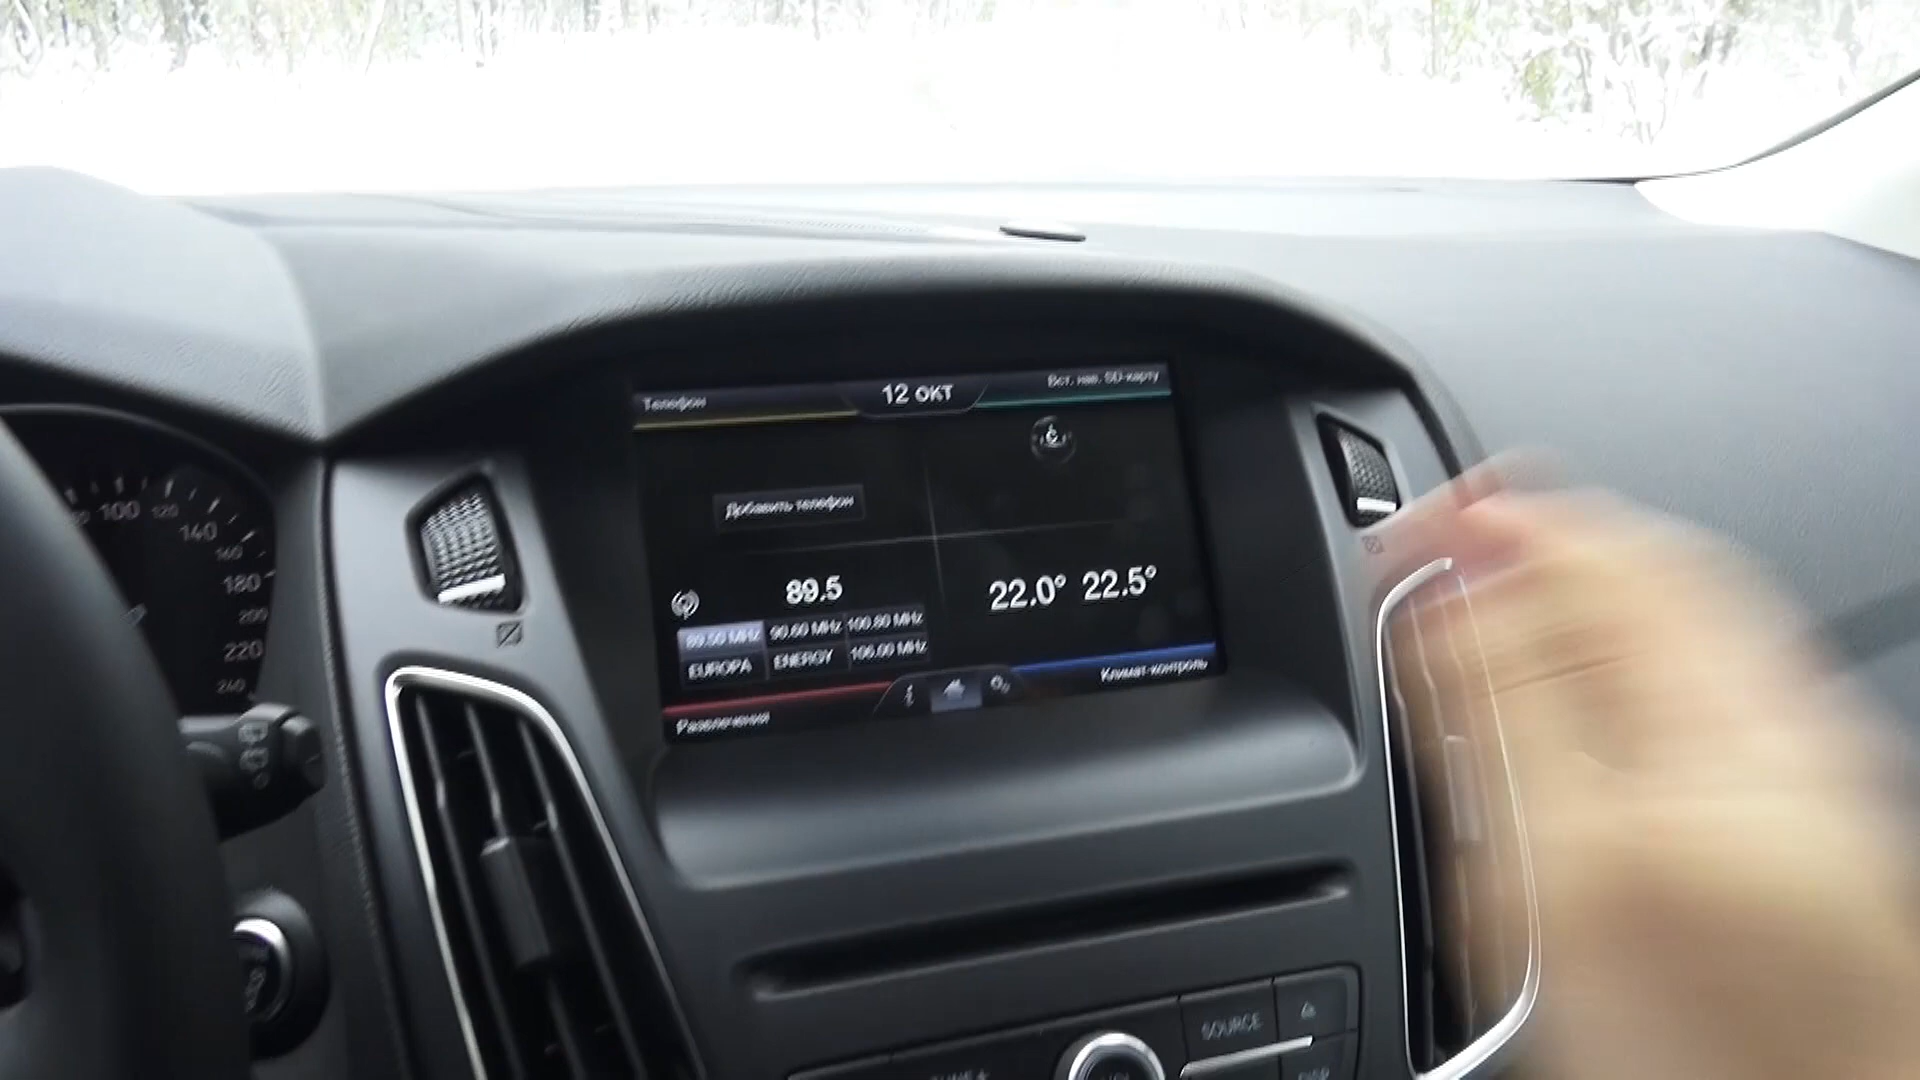 Телефон
12 окт
Вст. нав. SD-карту
Добавить телефон
89.5
22.0° 22.5°
89.50 MHz 90.60 MHz 100.80 MHz
EUROPA ENERGY 106.00 MHz
Развлечения
Климат-контроль
100
120
140
160
180
200
220
240
SOURCE